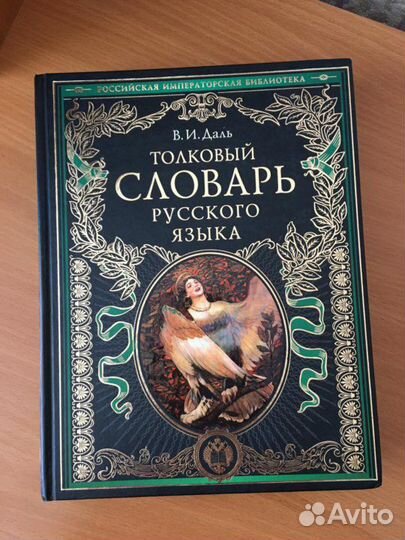 РОССИЙСКАЯ ИМПЕРАТОРСКАЯ БИБЛИОТЕКА
В. И. ДАЛЬ
ТОЛКОВЫЙ
СЛОВАРЬ
РУССКОГО
ЯЗЫКА
Avito